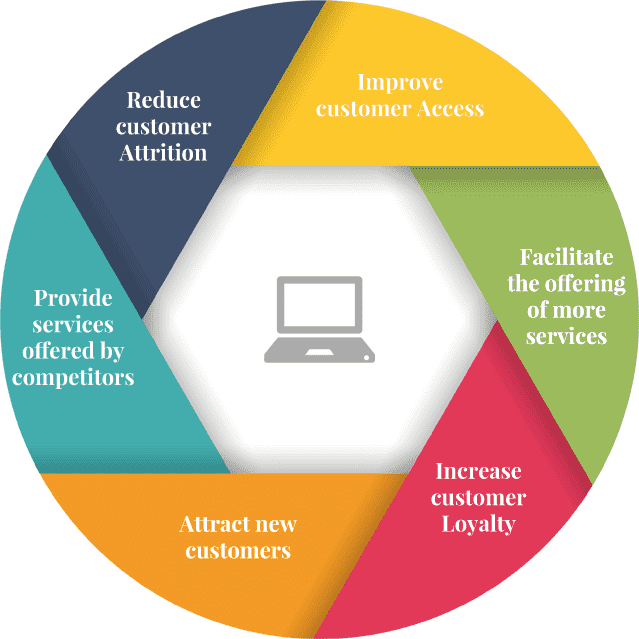 Improve
customer Access
Facilitate
the offering
of more
services
Increase
customer
Loyalty
Attract new
customers
Provide
services
offered by
competitors
Reduce
customer
Attrition